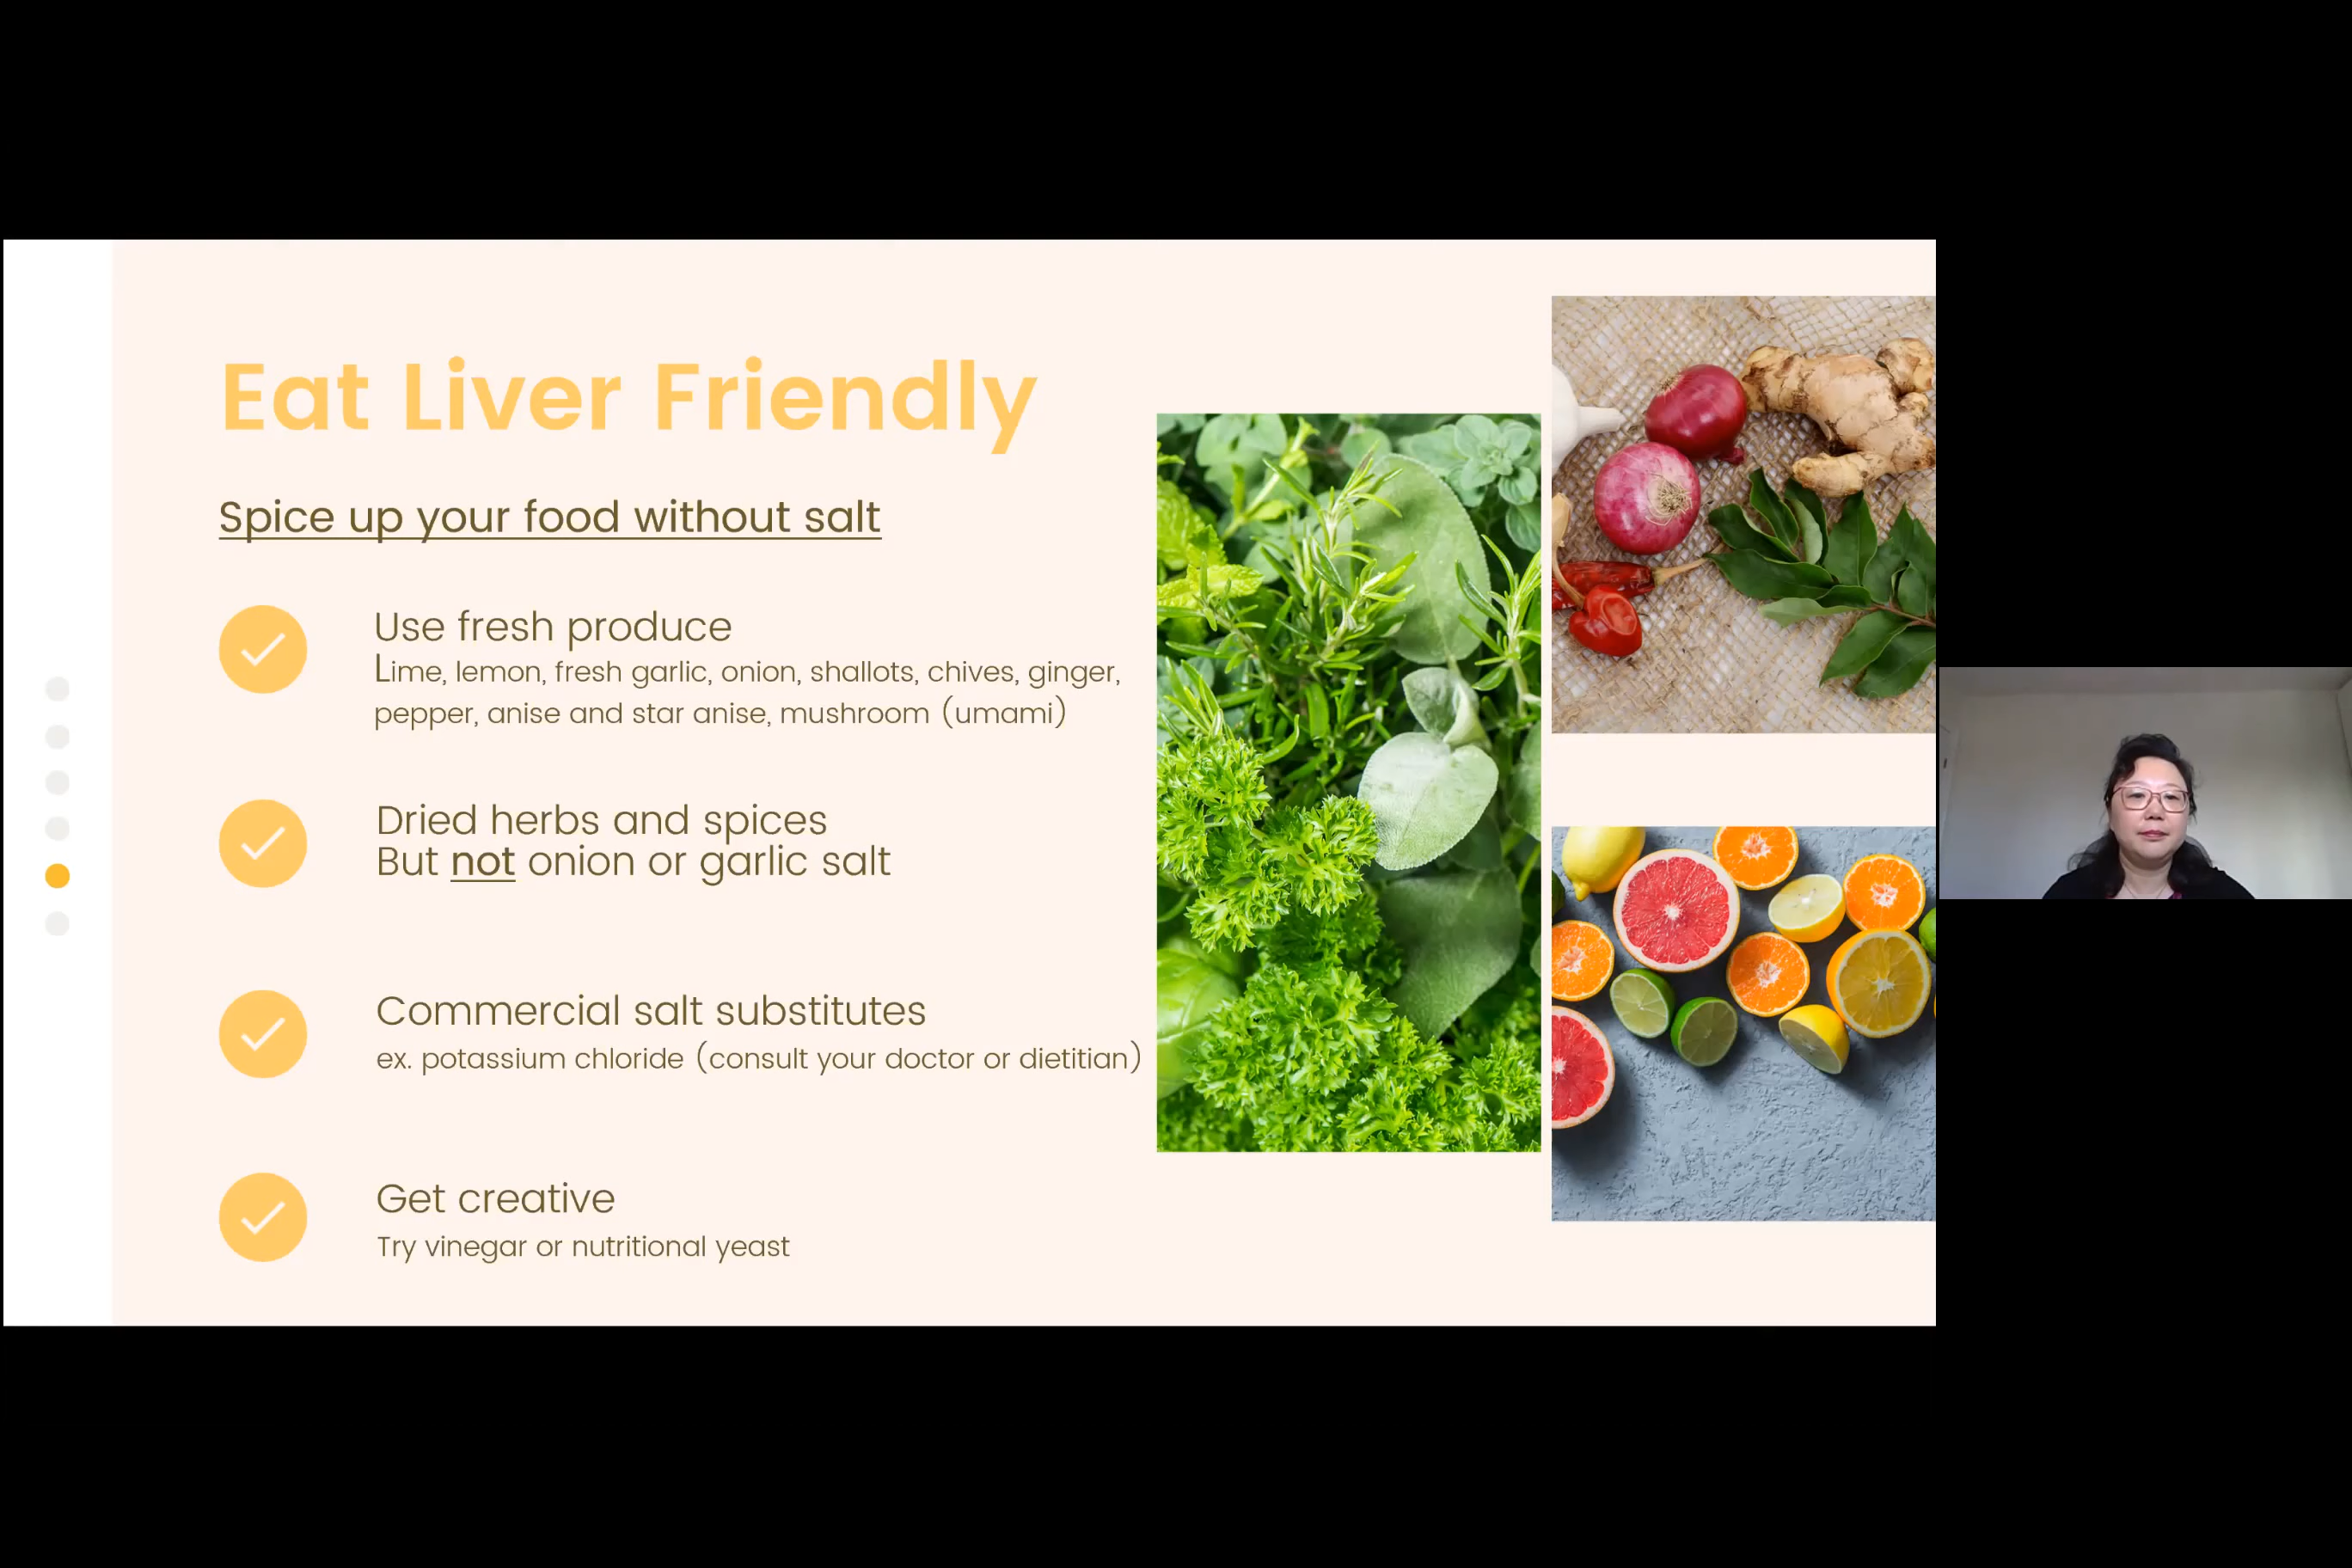 Eat Liver Friendly
Spice up your food without salt
Use fresh produce
Lime, lemon, fresh garlic, onion, shallots, chives, ginger,
pepper, anise and star anise, mushroom (umami)
Dried herbs and spices
But not onion or garlic salt
Commercial salt substitutes
ex. potassium chloride (consult your doctor or dietitian)
Get creative
Try vinegar or nutritional yeast